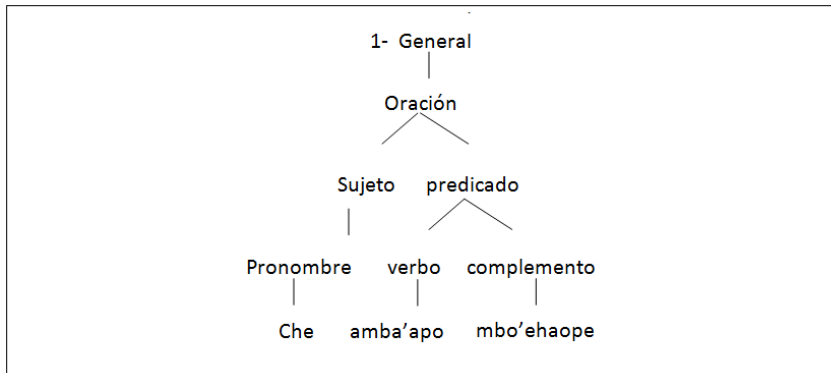 1- General
Oración
Sujeto predicado
Pronombre verbo complemento
Che amba’apo mbo’ehaope